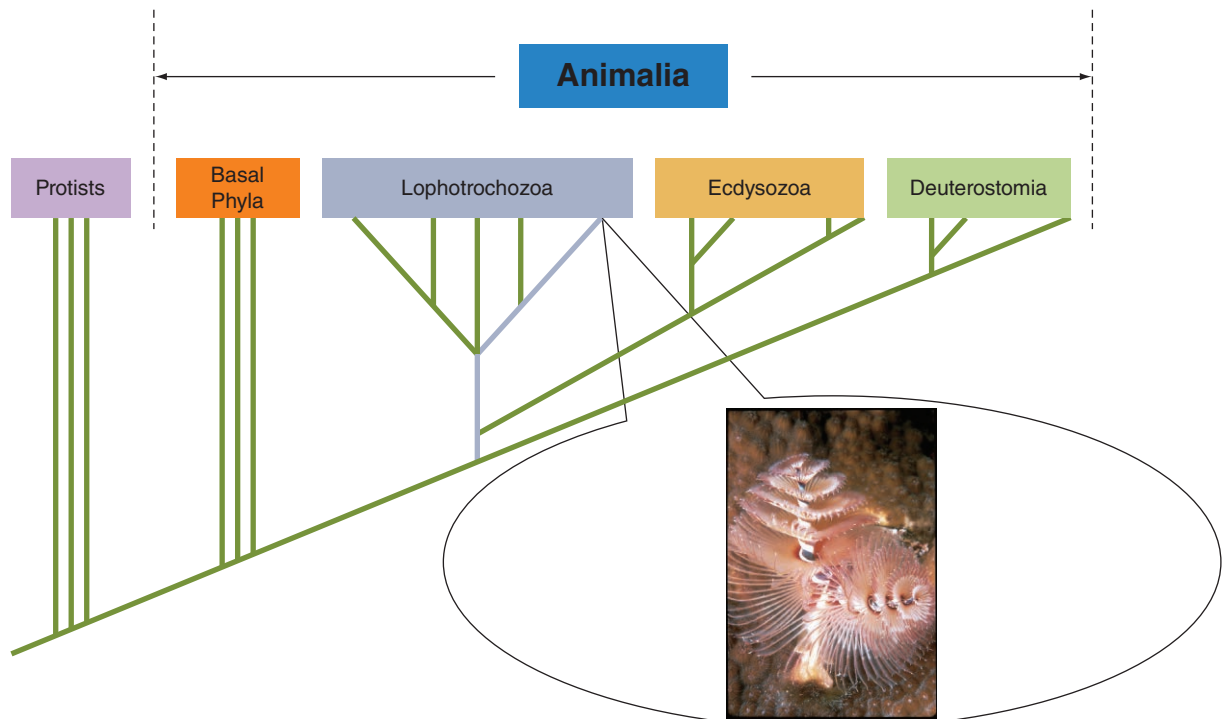 Animalia
Protists
Basal
Phyla
Lophotrochozoa
Ecdysozoa
Deuterostomia